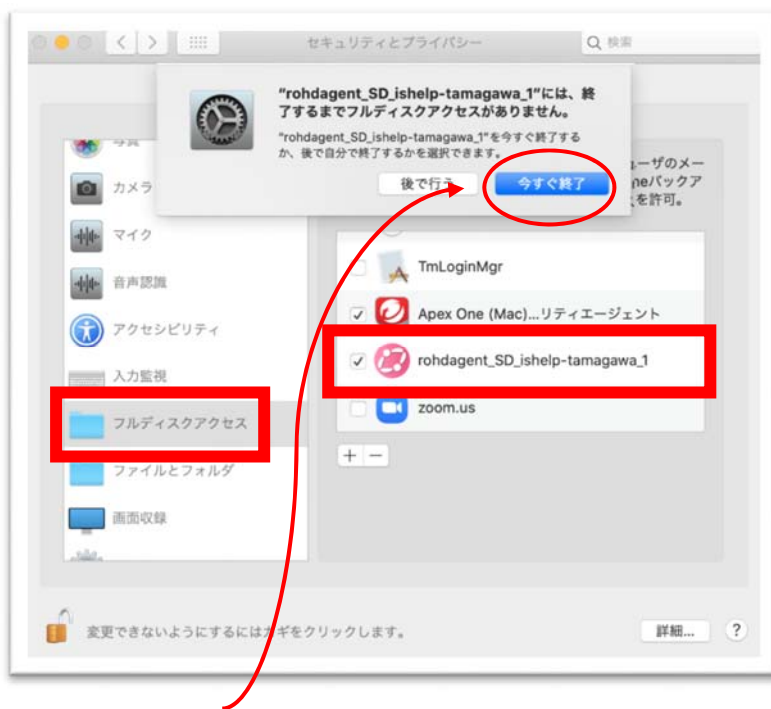 セキュリティとプライバシー
検索
"rohdagent_SD_ishelp-tamagawa_1"には、終
了するまでフルディスクアクセスがありません。
"rohdagent_SD_ishelp-tamagawa_1"を今すぐ終了する
か、後で自分で終了するかを選択できます。
後で行う
今すぐ終了
ーザのメー
neバックア
を許可。
写真
カメラ
マイク
音声認識
アクセシビリティ
入力監視
フルディスクアクセス
ファイルとフォルダ
画面収録
TmLoginMgr
Apex One (Mac)...リティエージェント
rohdagent_SD_ishelp-tamagawa_1
zoom.us
+ −
変更できないようにするにはカギをクリックします。
詳細...
?